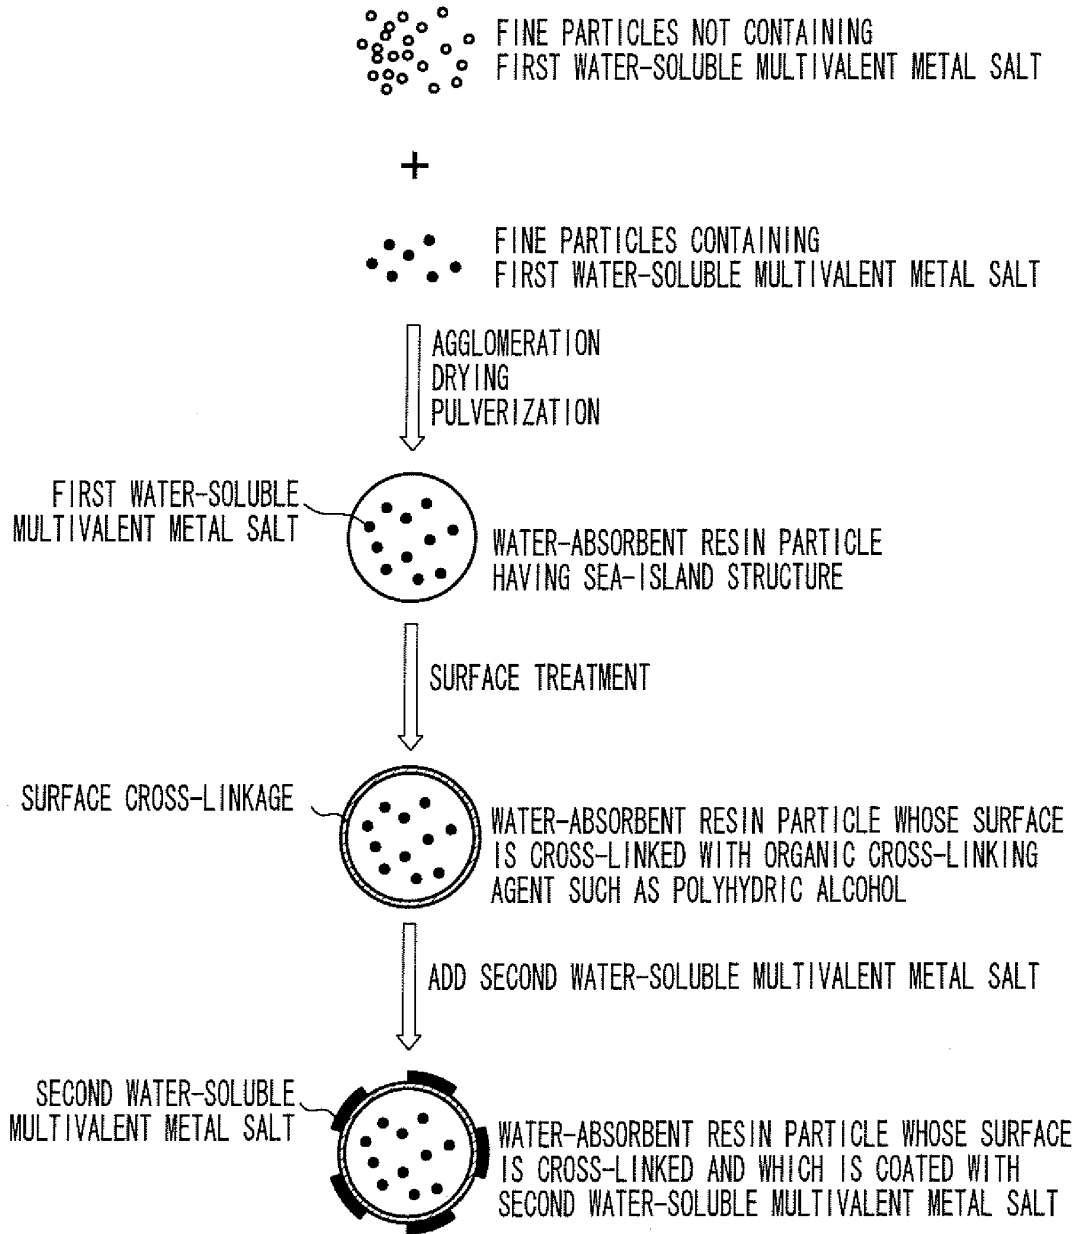 FINE PARTICLES NOT CONTAINING
FIRST WATER-SOLUBLE MULTIVALENT METAL SALT
+
FINE PARTICLES CONTAINING
FIRST WATER-SOLUBLE MULTIVALENT METAL SALT
AGGLOMERATION
DRYING
PULVERIZATION
FIRST WATER-SOLUBLE
MULTIVALENT METAL SALT
WATER-ABSORBENT RESIN PARTICLE
HAVING SEA-ISLAND STRUCTURE
SURFACE TREATMENT
SURFACE CROSS-LINKAGE
WATER-ABSORBENT RESIN PARTICLE WHOSE SURFACE
IS CROSS-LINKED WITH ORGANIC CROSS-LINKING
AGENT SUCH AS POLYHYDRIC ALCOHOL
ADD SECOND WATER-SOLUBLE MULTIVALENT METAL SALT
SECOND WATER-SOLUBLE
MULTIVALENT METAL SALT
WATER-ABSORBENT RESIN PARTICLE WHOSE SURFACE
IS CROSS-LINKED AND WHICH IS COATED WITH
SECOND WATER-SOLUBLE MULTIVALENT METAL SALT